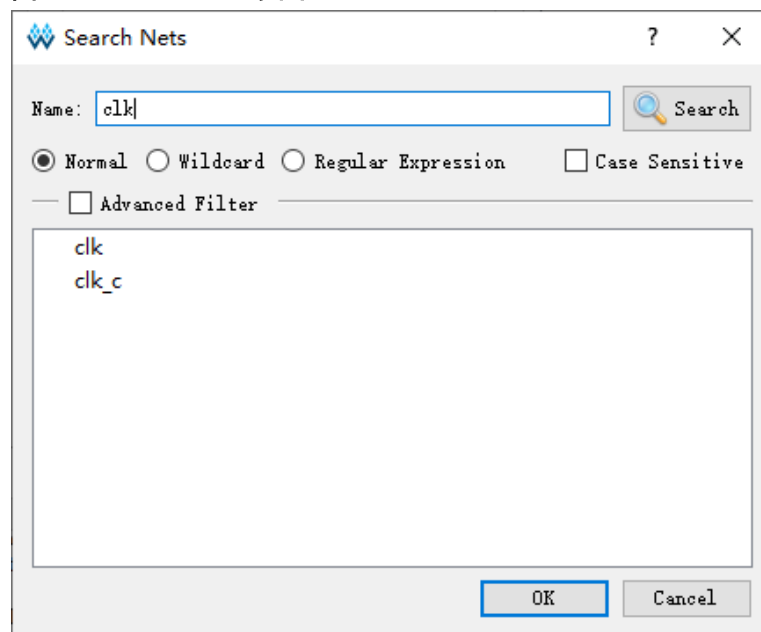 Search Nets ? ×
Name: clk Search
Normal Wildcard Regular Expression Case Sensitive
Advanced Filter
clk
clk_c
OK Cancel